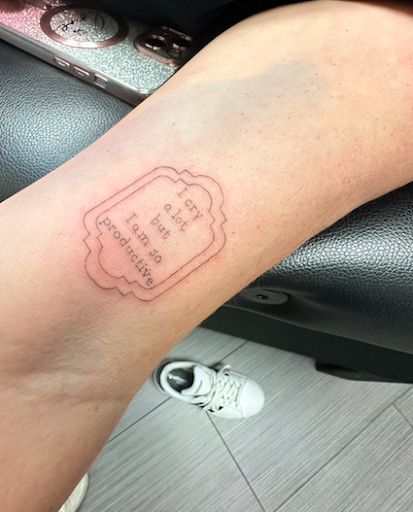 I cry
a lot
but
I am so
productive